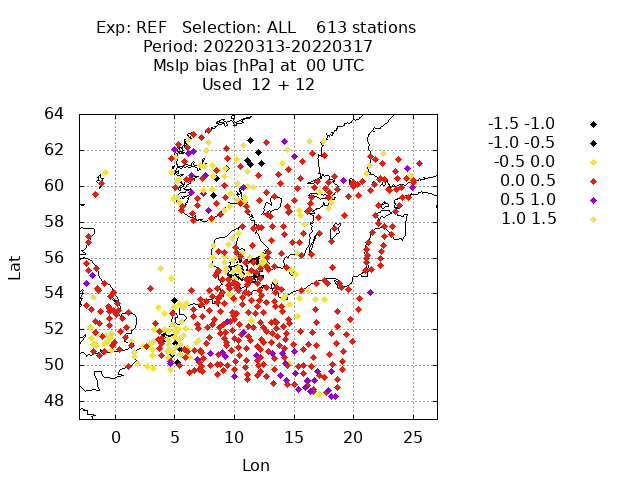 Exp: REF Selection: ALL 613 stations
Period: 20220313-20220317
Mslp bias [hPa] at 00 UTC
Used 12 + 12
64
62
60
58
56
54
52
50
48
0 5 10 15 20 25
Lat
Lon
-1.5 -1.0
-1.0 -0.5
-0.5 0.0
0.0 0.5
0.5 1.0
1.0 1.5